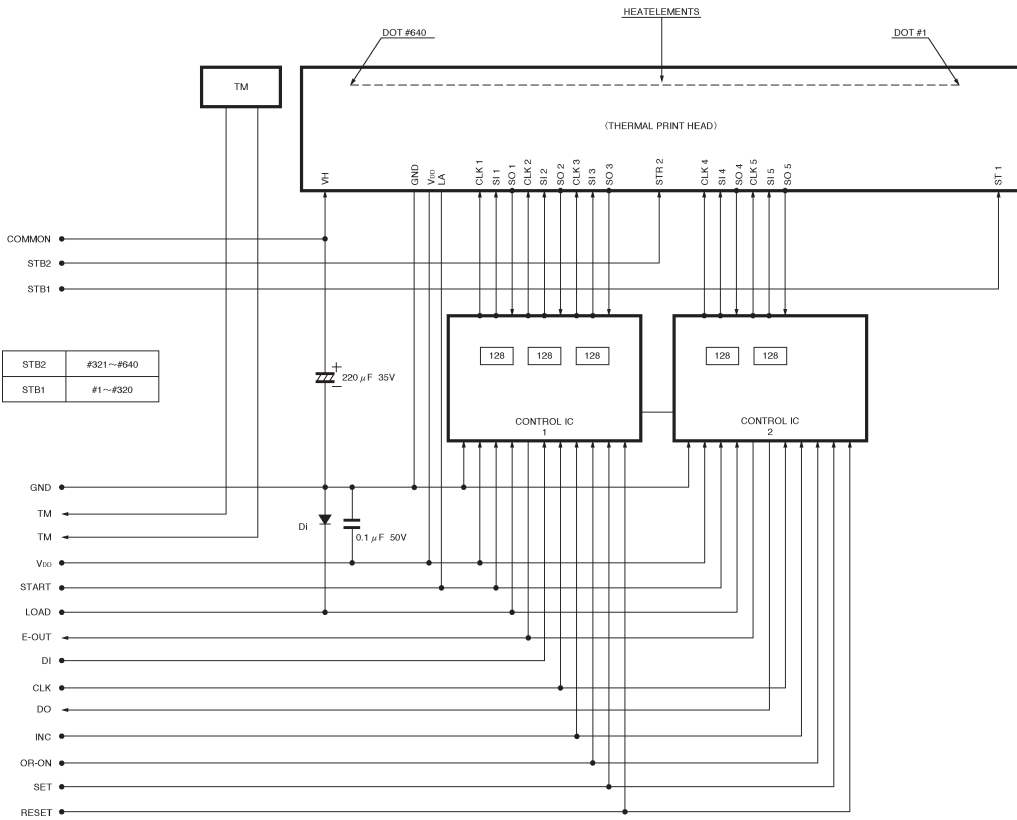 HEATELEMENTS
DOT #640
DOT #1
TM
(THERMAL PRINT HEAD)
VH
GND
VDD
LA
CLK 1
SI 1
SO 1
CLK 2
SI 2
SO 2
CLK 3
SI 3
SO 3
STR 2
CLK 4
SI 4
SO 4
CLK 5
SI 5
SO 5
ST 1
COMMON
STB2
STB1
STB2 #321～#640
STB1 #1～#320
+
220 μF 35V
−
128 128 128
CONTROL IC
1
128 128
CONTROL IC
2
GND
TM
Di
TM
0.1 μF 50V
VDD
START
LOAD
E-OUT
DI
CLK
DO
INC
OR-ON
SET
RESET